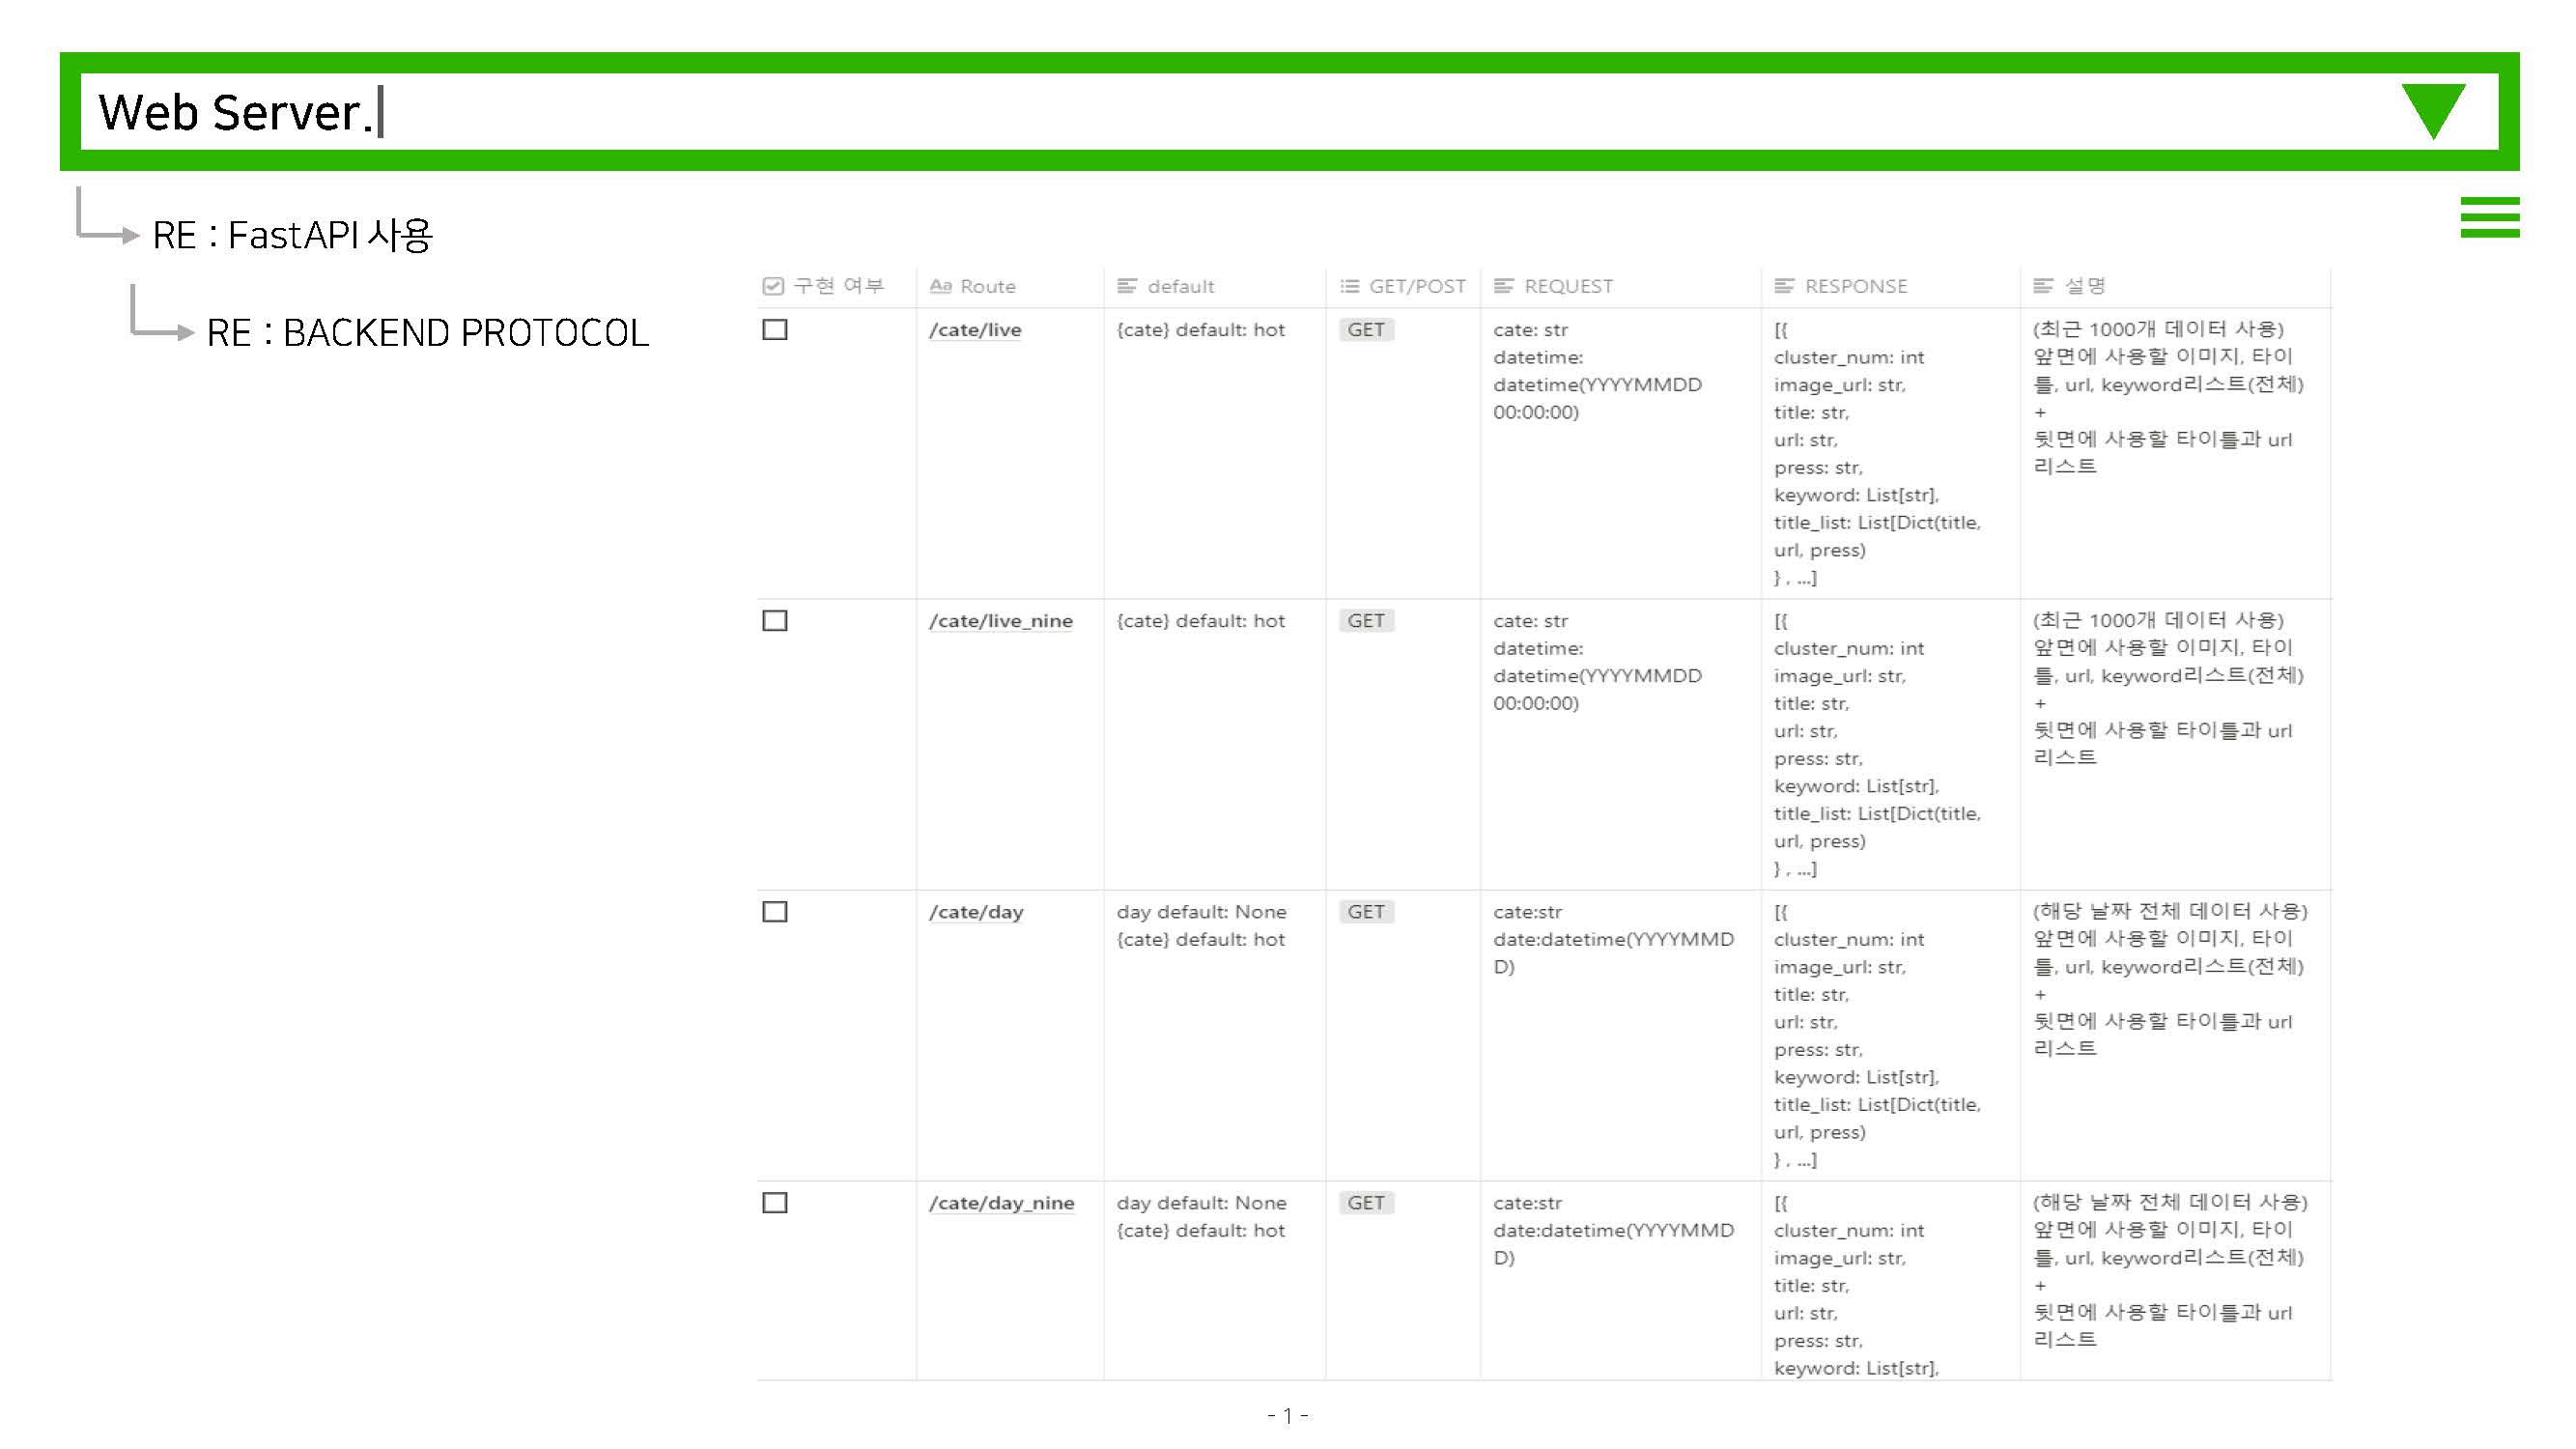 Web Server.
RE : FastAPI 사용
RE : BACKEND PROTOCOL
구현 여부
Aa Route
default
GET/POST
REQUEST
RESPONSE
설명
/cate/live
{cate} default: hot
GET
cate: str
datetime:
datetime(YYYYMMDD
00:00:00)
[{
cluster_num: int
image_url: str,
title: str,
url: str,
press: str,
keyword: List[str],
title_list: List[Dict(title,
url, press)
} , ...]
(최근 1000개 데이터 사용)
앞면에 사용할 이미지, 타이
틀, url, keyword리스트(전체)
+
뒷면에 사용할 타이틀과 url
리스트
/cate/live_nine
{cate} default: hot
GET
cate: str
datetime:
datetime(YYYYMMDD
00:00:00)
[{
cluster_num: int
image_url: str,
title: str,
url: str,
press: str,
keyword: List[str],
title_list: List[Dict(title,
url, press)
} , ...]
(최근 1000개 데이터 사용)
앞면에 사용할 이미지, 타이
틀, url, keyword리스트(전체)
+
뒷면에 사용할 타이틀과 url
리스트
/cate/day
day default: None
{cate} default: hot
GET
cate:str
date:datetime(YYYYMMD
D)
[{
cluster_num: int
image_url: str,
title: str,
url: str,
press: str,
keyword: List[str],
title_list: List[Dict(title,
url, press)
} , ...]
(해당 날짜 전체 데이터 사용)
앞면에 사용할 이미지, 타이
틀, url, keyword리스트(전체)
+
뒷면에 사용할 타이틀과 url
리스트
/cate/day_nine
day default: None
{cate} default: hot
GET
cate:str
date:datetime(YYYYMMD
D)
[{
cluster_num: int
image_url: str,
title: str,
url: str,
press: str,
keyword: List[str],
(해당 날짜 전체 데이터 사용)
앞면에 사용할 이미지, 타이
틀, url, keyword리스트(전체)
+
뒷면에 사용할 타이틀과 url
리스트
- 1 -